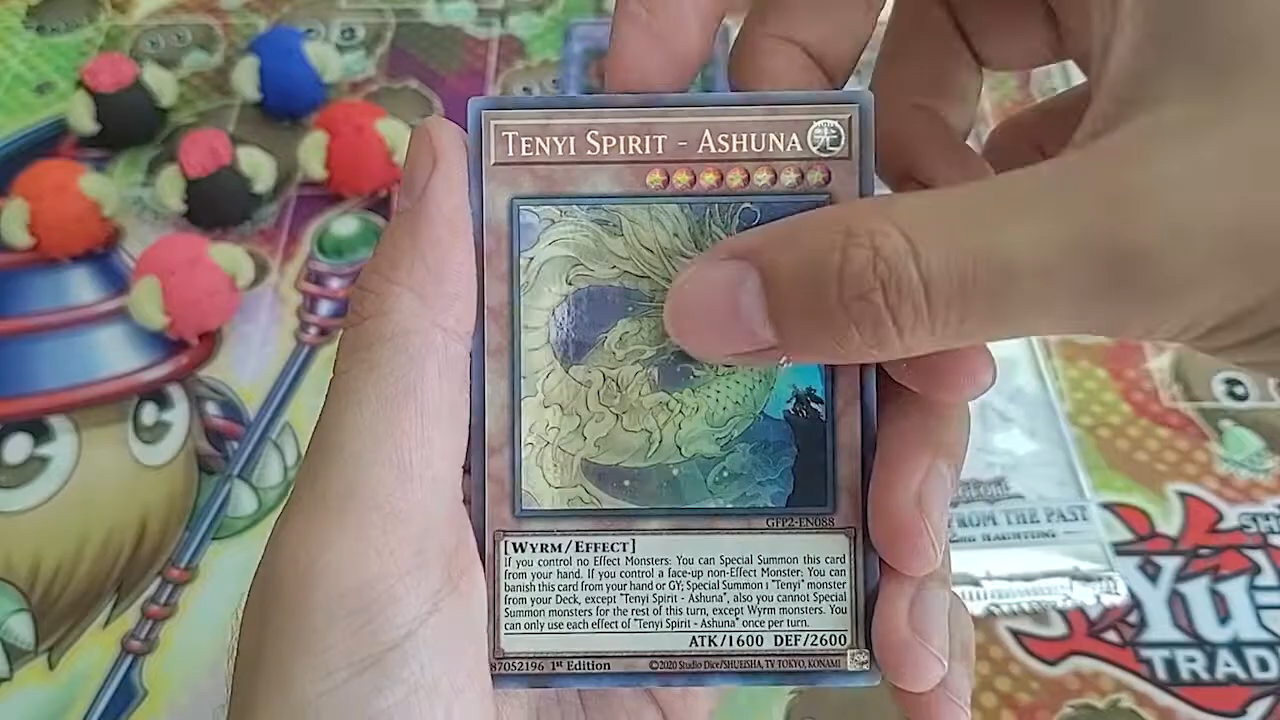 TENYI SPIRIT - ASHUNA
光
GFP2-EN088
[WYRM/EFFECT]
If you control no Effect Monsters: You can Special Summon this card
from your hand. If you control a face-up non-Effect Monster: You can
banish this card from your hand or GY; Special Summon 1 "Tenyi" monster
from your Deck, except "Tenyi Spirit - Ashuna", also you cannot Special
Summon monsters for the rest of this turn, except Wyrm monsters. You
can only use each effect of "Tenyi Spirit - Ashuna" once per turn.
ATK/1600 DEF/2600
87052196 1st Edition ©2020 Studio Dice/SHUEISHA, TV TOKYO, KONAMI
FROM THE PAST
Yu-
TRAD